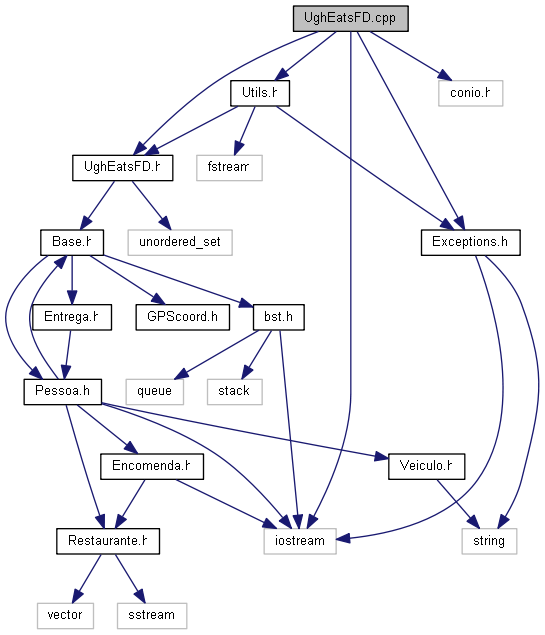 UghEatsFD.cpp
Utils.h
conio.h
UghEatsFD.h
fstream
Base.h
unordered_set
Exceptions.h
Entrega.h
GPScoord.h
bst.h
Pessoa.h
queue
stack
Encomenda.h
Veiculo.h
Restaurante.h
iostream
string
vector
sstream